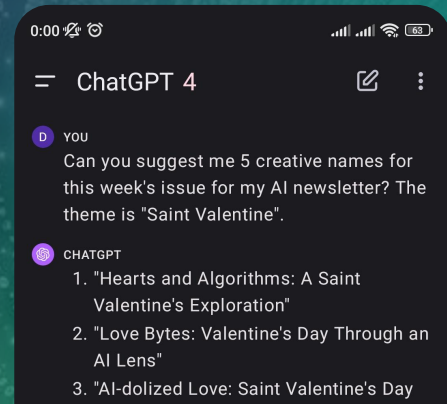 0:00 63
ChatGPT 4
D YOU
Can you suggest me 5 creative names for
this week's issue for my AI newsletter? The
theme is "Saint Valentine".
CHATGPT
1. "Hearts and Algorithms: A Saint
Valentine's Exploration"
2. "Love Bytes: Valentine's Day Through an
AI Lens"
3. "AI-dolized Love: Saint Valentine's Day